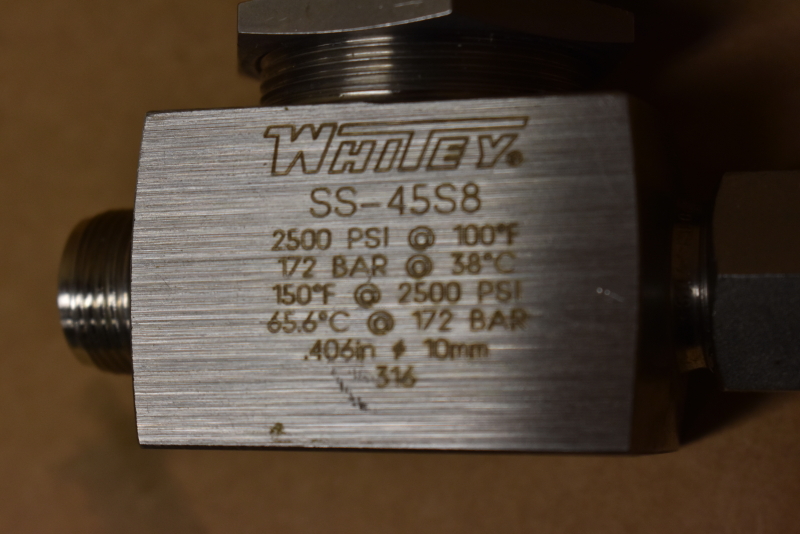 WHITEY®
SS-45S8
2500 PSI @ 100°F
172 BAR @ 38°C
150°F @ 2500 PSI
65.6°C @ 172 BAR
.406in ϕ 10mm
316